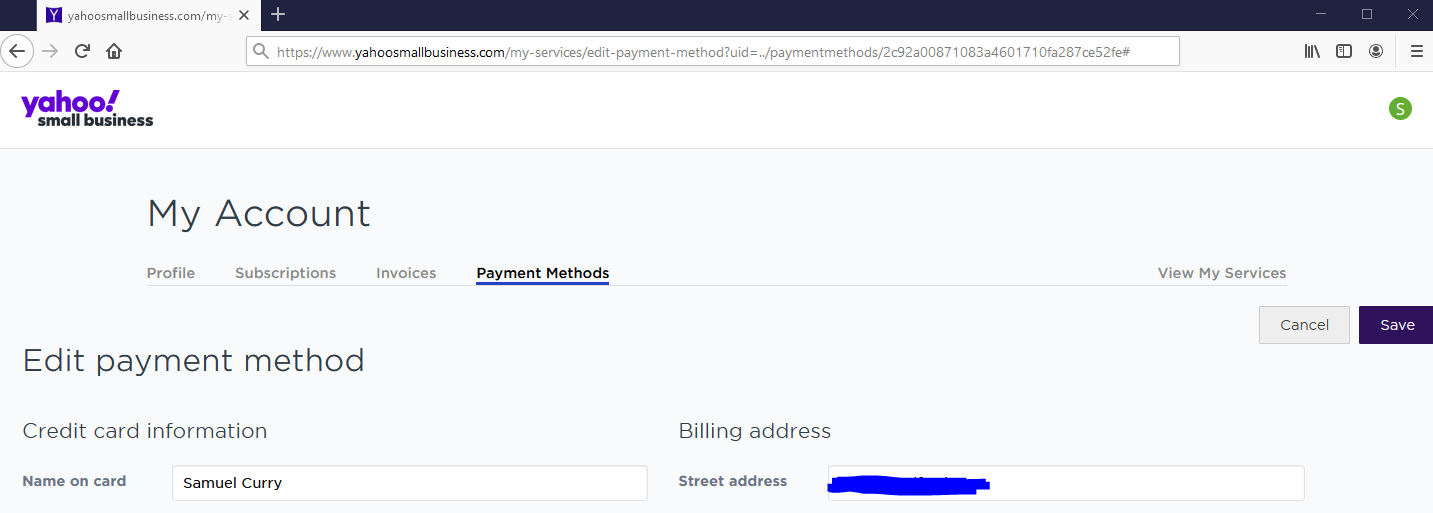 yahoosmallbusiness.com/my-s
https://www.yahoosmallbusiness.com/my-services/edit-payment-method?uid=../paymentmethods/2c92a00871083a4601710fa287ce52fe#
yahoo!
small business
S
My Account
Profile Subscriptions Invoices Payment Methods View My Services
Cancel Save
Edit payment method
Credit card information Billing address
Name on card Samuel Curry Street address